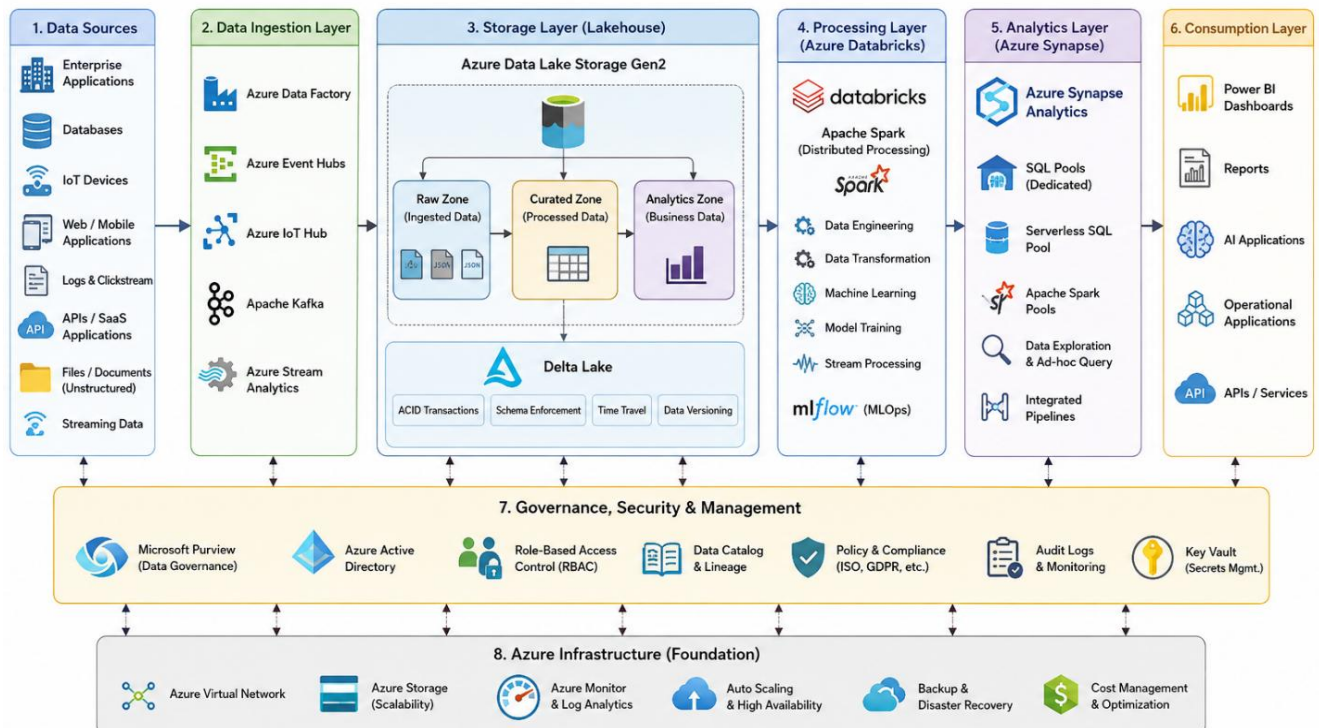 1. Data Sources
Enterprise
Applications
Databases
IoT Devices
Web / Mobile
Applications
Logs & Clickstream
API
APIs / SaaS
Applications
Files / Documents
(Unstructured)
Streaming Data
2. Data Ingestion Layer
Azure Data Factory
Azure Event Hubs
Azure IoT Hub
Apache Kafka
Azure Stream
Analytics
3. Storage Layer (Lakehouse)
Azure Data Lake Storage Gen2
Raw Zone
(Ingested Data)
JSON
JSON
Curated Zone
(Processed Data)
Analytics Zone
(Business Data)
Delta Lake
ACID Transactions
Schema Enforcement
Time Travel
Data Versioning
4. Processing Layer
(Azure Databricks)
databricks
Apache Spark
(Distributed Processing)
APACHE
Spark
Data Engineering
Data Transformation
Machine Learning
Model Training
Stream Processing
mlflow (MLOps)
5. Analytics Layer
(Azure Synapse)
Azure Synapse
Analytics
SQL Pools
(Dedicated)
Serverless SQL
Pool
Apache Spark
Pools
Data Exploration
& Ad-hoc Query
Integrated
Pipelines
6. Consumption Layer
Power BI
Dashboards
Reports
AI Applications
Operational
Applications
API
APIs / Services
7. Governance, Security & Management
Microsoft Purview
(Data Governance)
Azure Active
Directory
Role-Based Access
Control (RBAC)
Data Catalog
& Lineage
Policy & Compliance
(ISO, GDPR, etc.)
Audit Logs
& Monitoring
Key Vault
(Secrets Mgmt.)
8. Azure Infrastructure (Foundation)
Azure Virtual Network
Azure Storage
(Scalability)
Azure Monitor
& Log Analytics
Auto Scaling
& High Availability
Backup &
Disaster Recovery
$
Cost Management
& Optimization